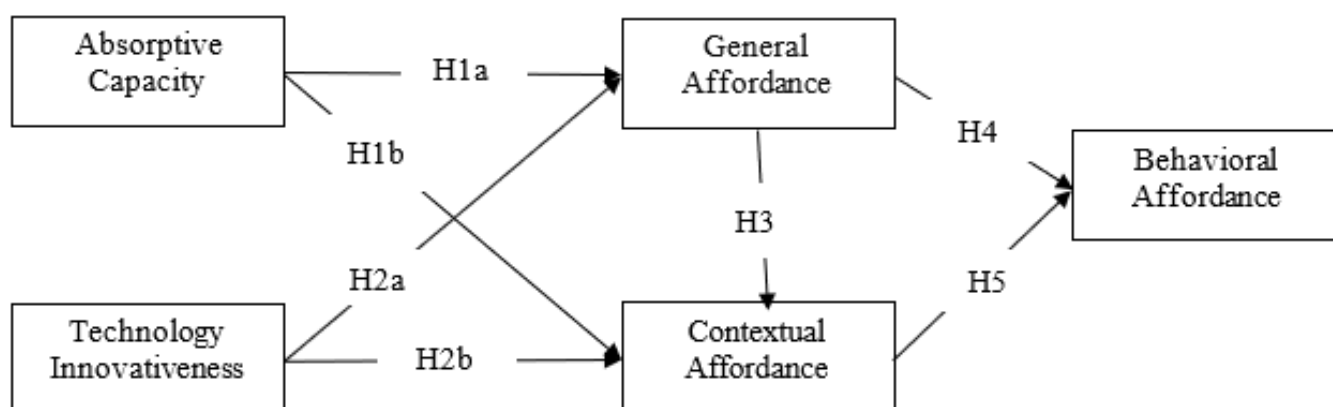 Absorptive
Capacity
H1a
General
Affordance
H1b
H4
Behavioral
Affordance
H3
H2a
H5
Technology
Innovativeness
H2b
Contextual
Affordance